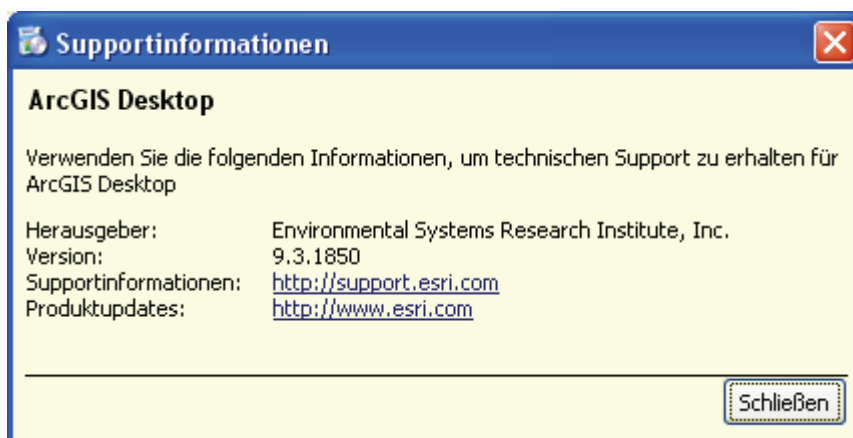 Supportinformationen
ArcGIS Desktop
Verwenden Sie die folgenden Informationen, um technischen Support zu erhalten für
ArcGIS Desktop
Herausgeber: Environmental Systems Research Institute, Inc.
Version: 9.3.1850
Supportinformationen: http://support.esri.com
Produktupdates: http://www.esri.com
Schließen